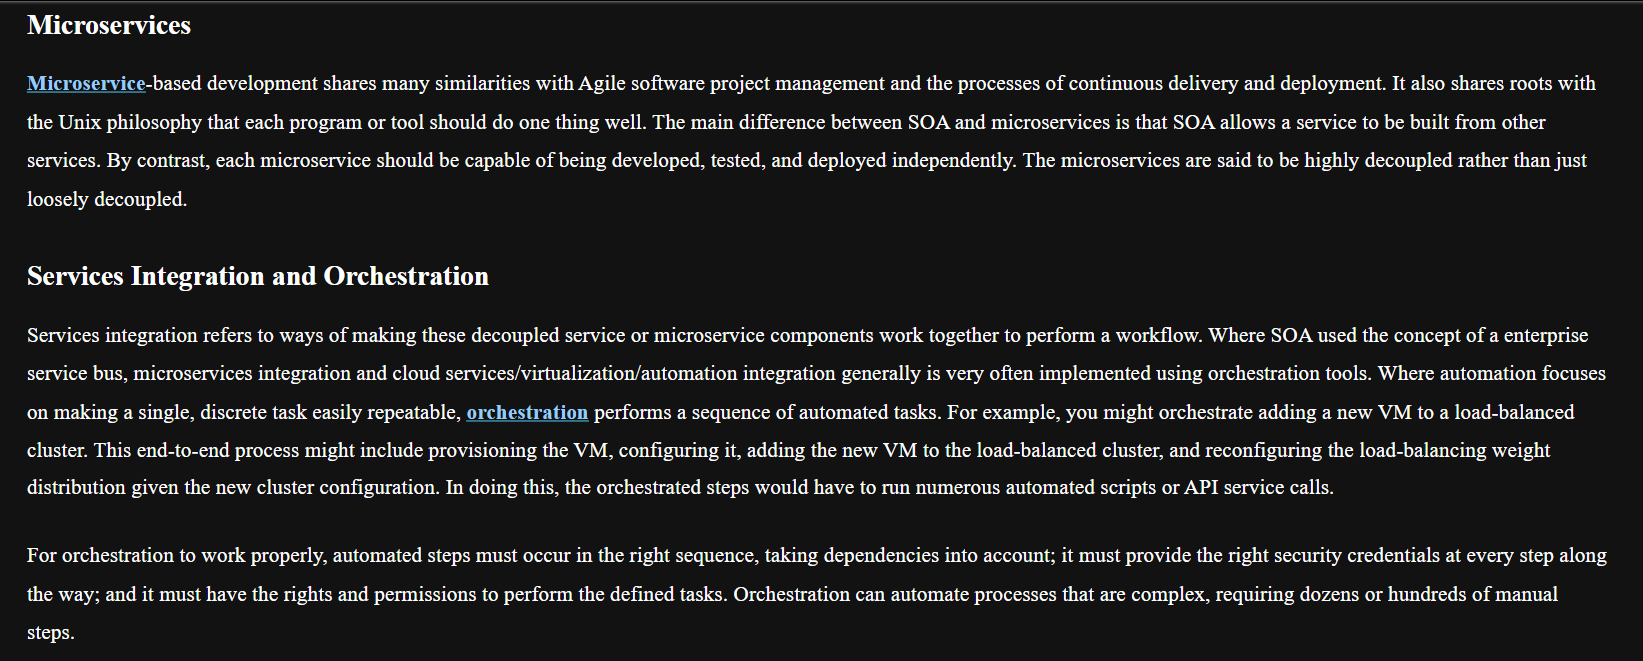 Microservices
Microservice-based development shares many similarities with Agile software project management and the processes of continuous delivery and deployment. It also shares roots with
the Unix philosophy that each program or tool should do one thing well. The main difference between SOA and microservices is that SOA allows a service to be built from other
services. By contrast, each microservice should be capable of being developed, tested, and deployed independently. The microservices are said to be highly decoupled rather than just
loosely decoupled.
Services Integration and Orchestration
Services integration refers to ways of making these decoupled service or microservice components work together to perform a workflow. Where SOA used the concept of a enterprise
service bus, microservices integration and cloud services/virtualization/automation integration generally is very often implemented using orchestration tools. Where automation focuses
on making a single, discrete task easily repeatable, orchestration performs a sequence of automated tasks. For example, you might orchestrate adding a new VM to a load-balanced
cluster. This end-to-end process might include provisioning the VM, configuring it, adding the new VM to the load-balanced cluster, and reconfiguring the load-balancing weight
distribution given the new cluster configuration. In doing this, the orchestrated steps would have to run numerous automated scripts or API service calls.
For orchestration to work properly, automated steps must occur in the right sequence, taking dependencies into account; it must provide the right security credentials at every step along
the way; and it must have the rights and permissions to perform the defined tasks. Orchestration can automate processes that are complex, requiring dozens or hundreds of manual
steps.